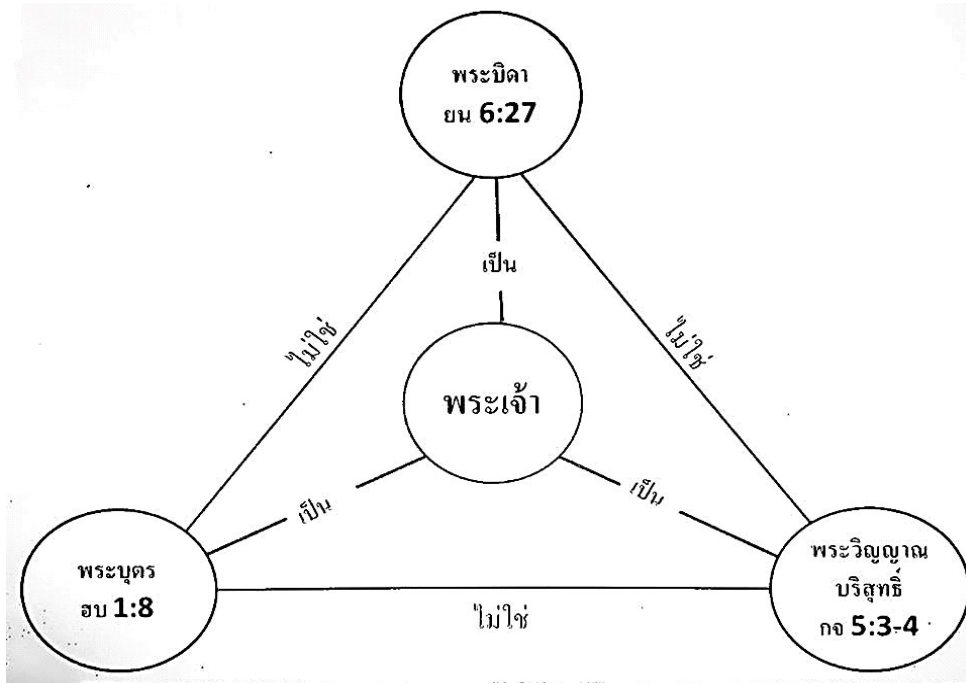 พระบิดา
ยน 6:27
เป็น
ไม่ใช่
ไม่ใช่
พระเจ้า
เป็น
เป็น
พระบุตร
ฮบ 1:8
พระวิญญาณ
บริสุทธิ์
กจ 5:3-4
ไม่ใช่